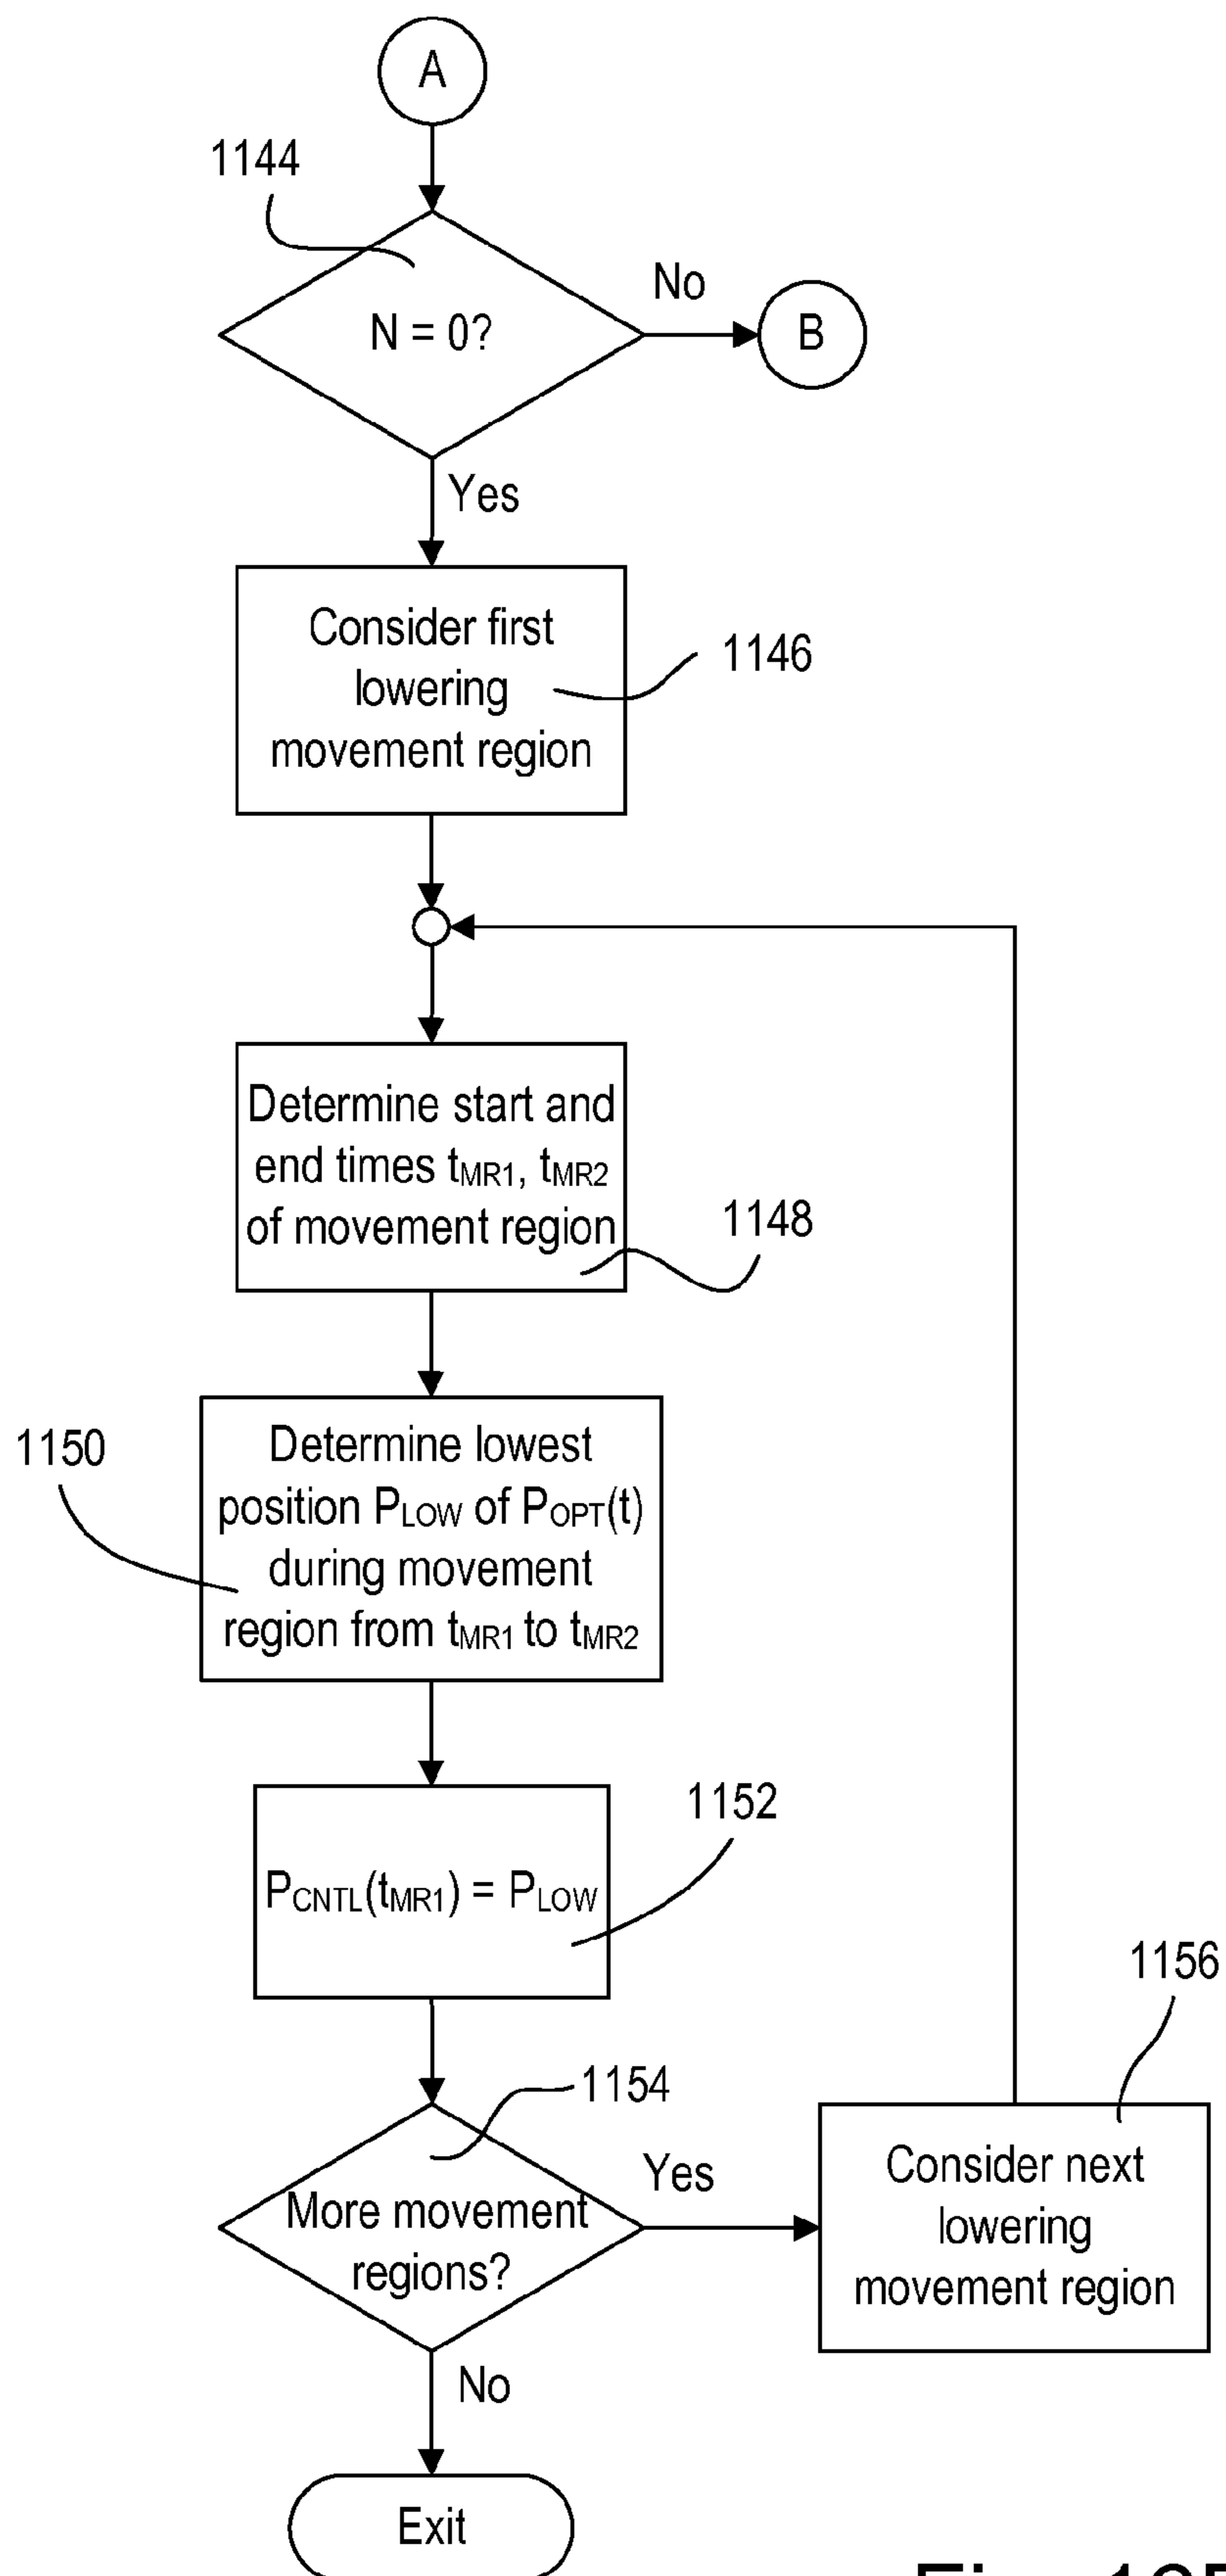 A
1144
N = 0?
No
B
Yes
Consider first
lowering
movement region
1146
Determine start and
end times tMR1, tMR2
of movement region
1148
1150
Determine lowest
position PLOW of POPT(t)
during movement
region from tMR1 to tMR2
1152
PCNTL(tMR1) = PLOW
1156
1154
More movement
regions?
Yes
Consider next
lowering
movement region
No
Exit